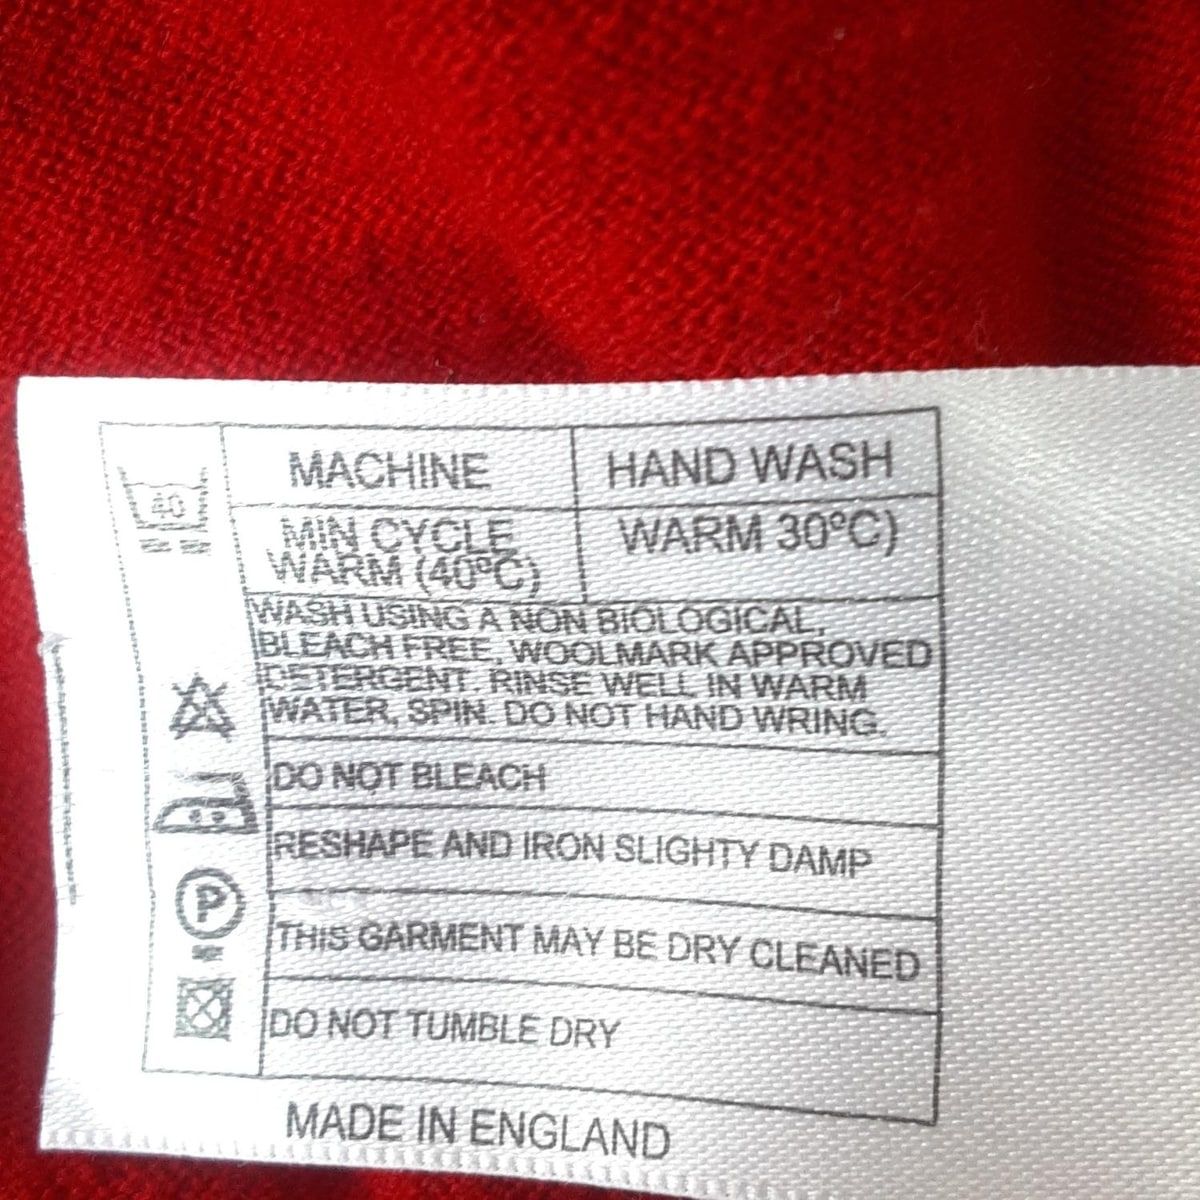 40
MACHINE
HAND WASH
MIN CYCLE
WARM (40ºC)
WARM 30ºC)
WASH USING A NON BIOLOGICAL,
BLEACH FREE, WOOLMARK APPROVED
DETERGENT. RINSE WELL IN WARM
WATER, SPIN. DO NOT HAND WRING.
DO NOT BLEACH
RESHAPE AND IRON SLIGHTY DAMP
P
THIS GARMENT MAY BE DRY CLEANED
DO NOT TUMBLE DRY
MADE IN ENGLAND